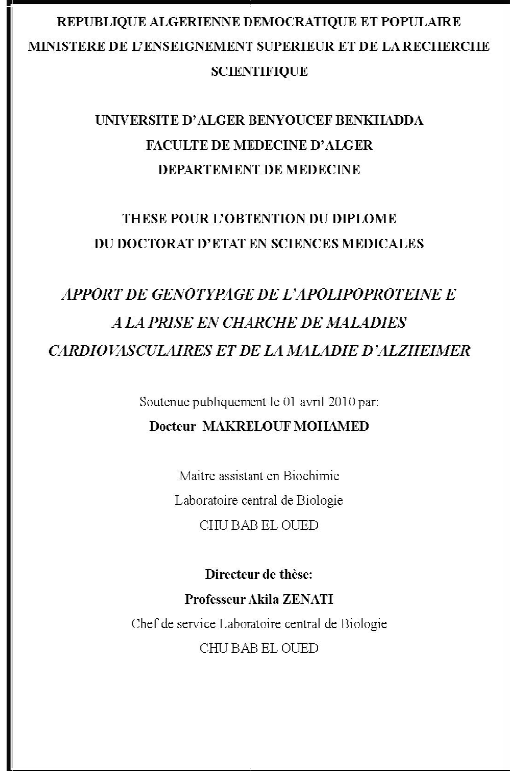 REPUBLIQUE ALGERIENNE DEMOCRATIQUE ET POPULAIRE
MINISTERE DE L'ENSEIGNEMENT SUPERIEUR ET DE LA RECHERCHE
SCIENTIFIQUE
UNIVERSITE D'ALGER BENYOUCEF BENKHADDA
FACULTE DE MEDECINE D'ALGER
DEPARTEMENT DE MEDECINE
THESE POUR L'OBTENTION DU DIPLOME
DU DOCTORAT D'ETAT EN SCIENCES MEDICALES
APPORT DE GENOTYPAGE DE L'APOLIPOPROTEINE E
A LA PRISE EN CHARCHE DE MALADIES
CARDIOVASCULAIRES ET DE LA MALADIE D'ALZHEIMER
Soutenue publiquement le 01 avril 2010 par:
Docteur MAKRELOUF MOHAMED
Maitre assistant en Biochimie
Laboratoire central de Biologie
CHU BAB EL OUED
Directeur de thèse:
Professeur Akila ZENATI
Chef de service Laboratoire central de Biologie
CHU BAB EL OUED